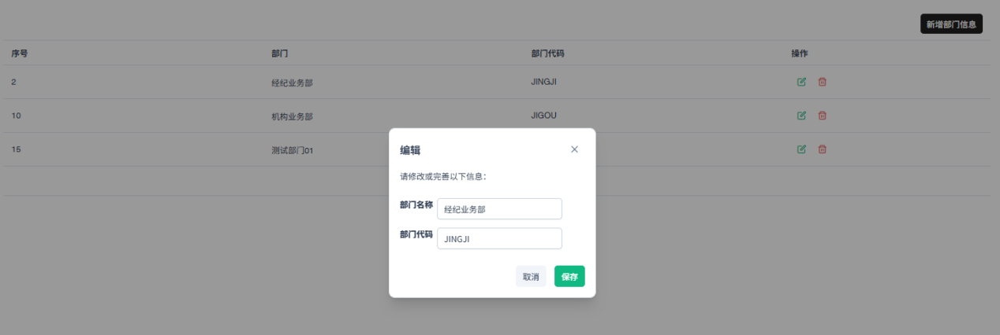 新增部门信息
序号 部门 部门代码 操作
2 经纪业务部 JINGJI
10 机构业务部 JIGOU
15 测试部门01
编辑
请修改或完善以下信息：
部门名称 经纪业务部
部门代码 JINGJI
取消 保存